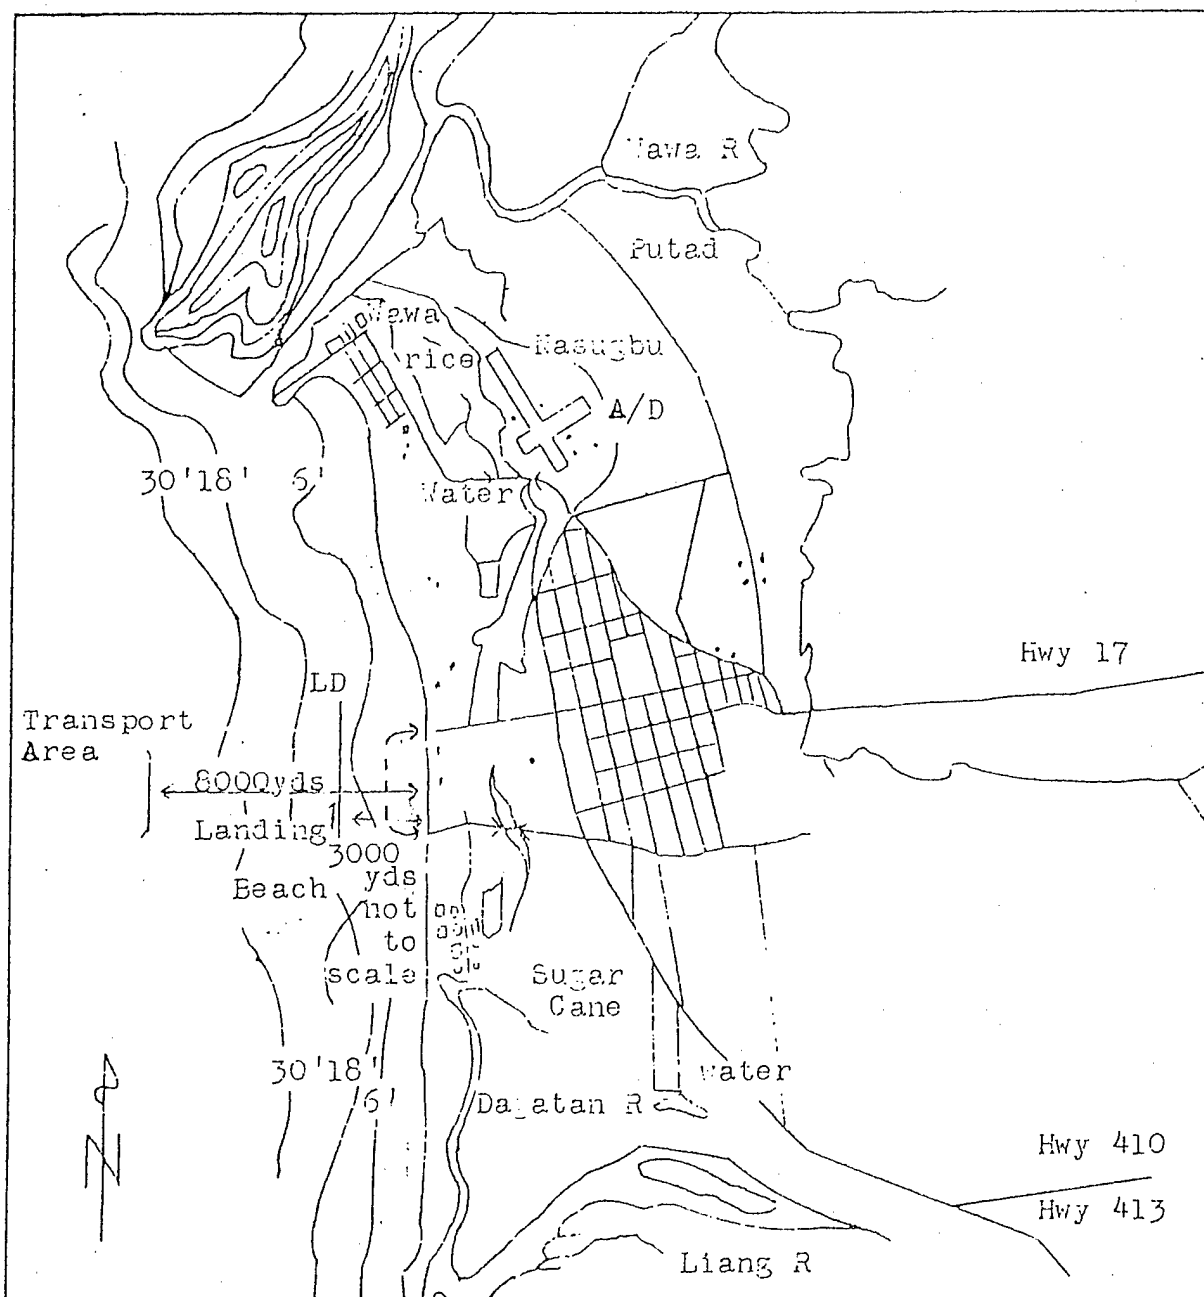 Wawa R
Putad
Wawa
rice
Nasugbu
A/D
30'18' 6'
Water
Hwy 17
LD
Transport
Area
8000yds
Landing
3000
Beach
yds
not
to
scale
Sugar
Cane
30'18'
6'
water
Dagatan R
Hwy 410
Hwy 413
Liang R
N